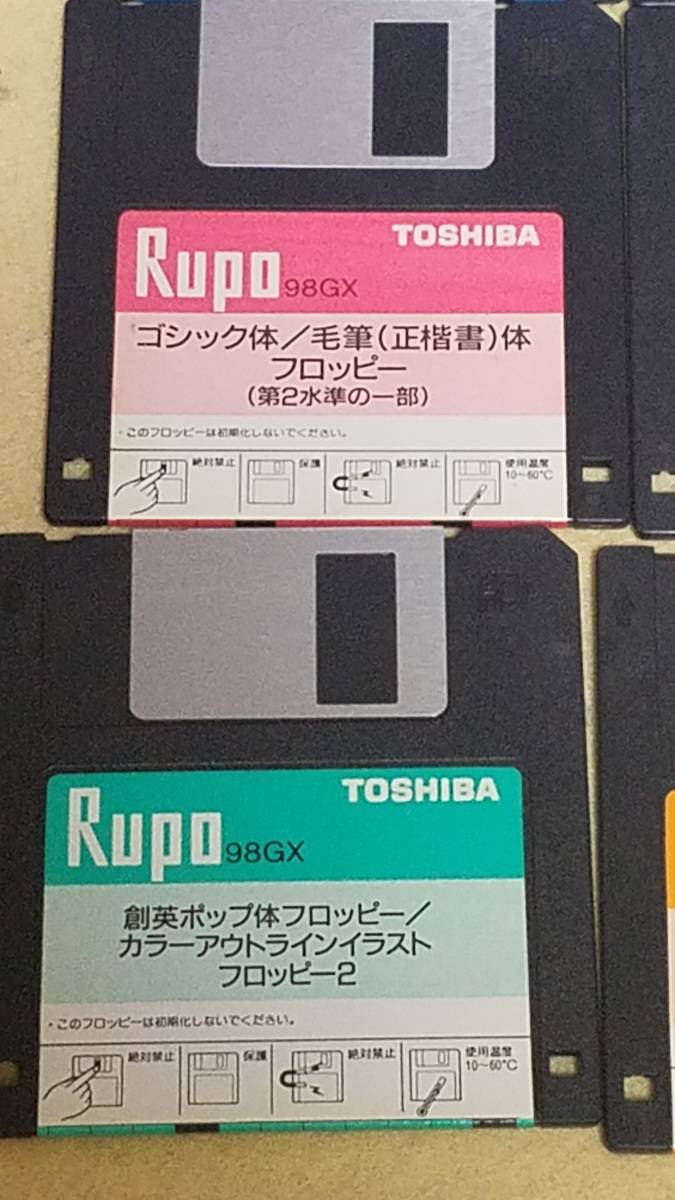 TOSHIBA
Rupo 98GX
ゴシック体／毛筆（正楷書）体
フロッピー
（第2水準の一部）
・このフロッピーは初期化しないでください。
絶対禁止 保護 絶対禁止 使用温度
10～60℃
TOSHIBA
Rupo 98GX
創英ポップ体フロッピー／
カラーアウトラインイラスト
フロッピー2
・このフロッピーは初期化しないでください。
絶対禁止 保護 絶対禁止 使用温度
10～60℃